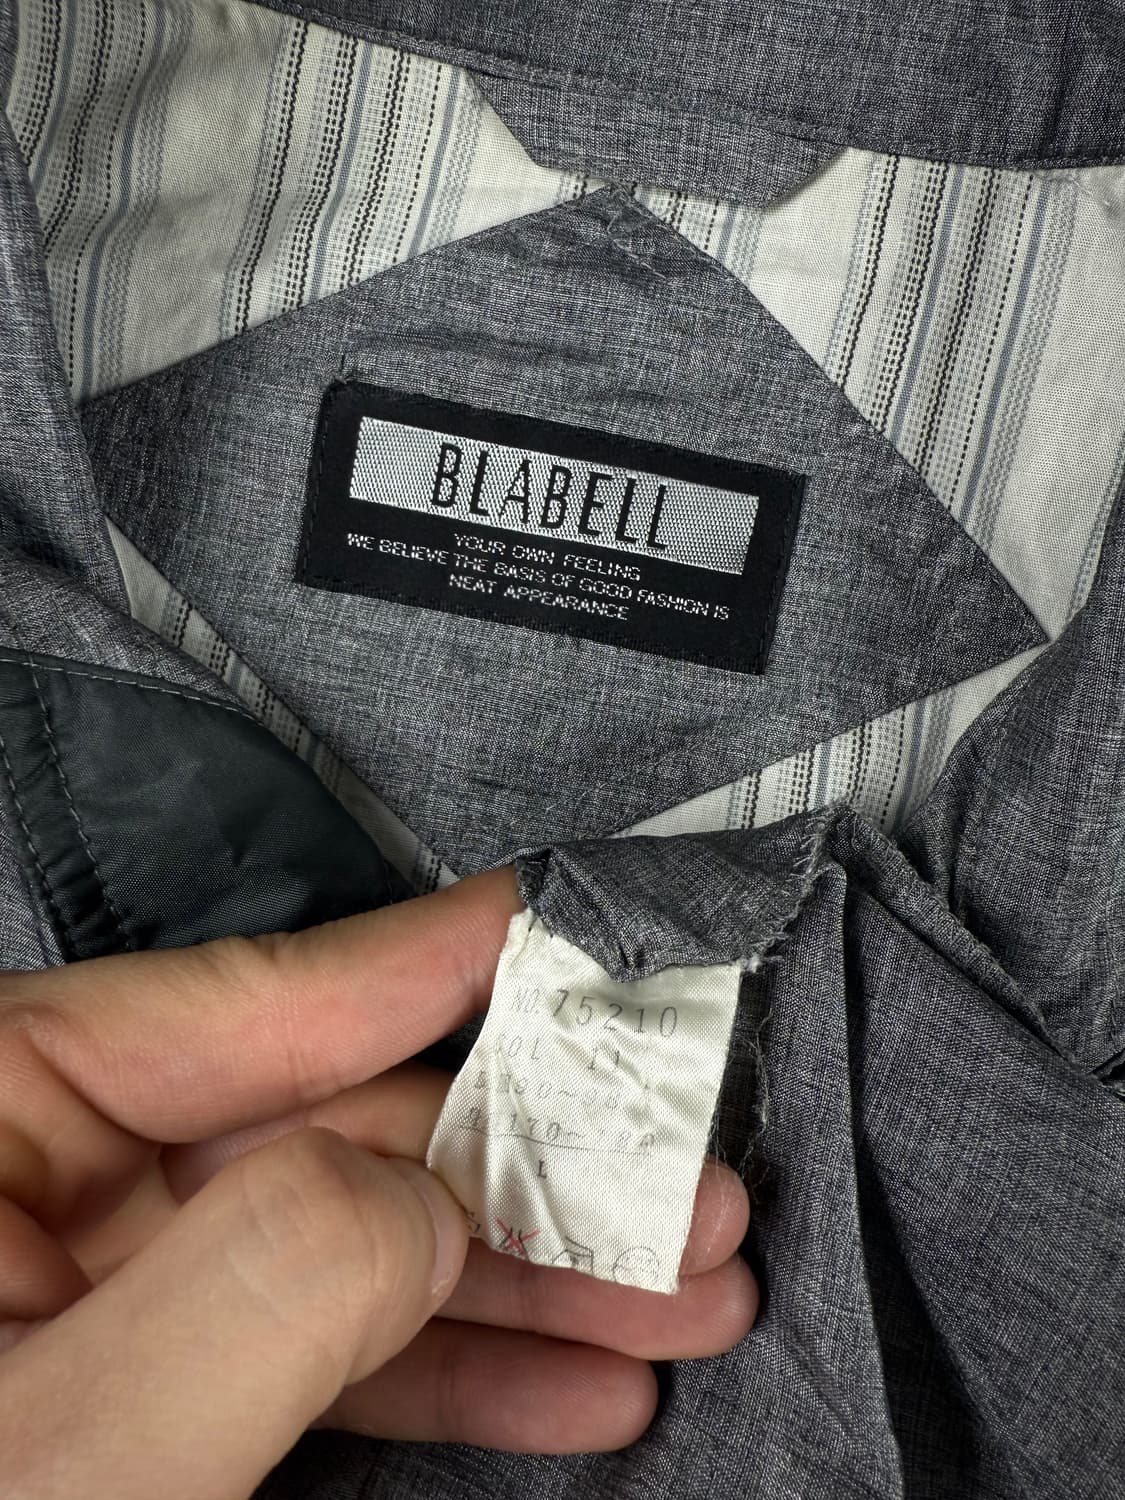 BLABELL
YOUR OWN FEELING
WE BELIEVE THE BASIS OF GOOD FASHION IS
NEAT APPEARANCE
NO. 75210
L